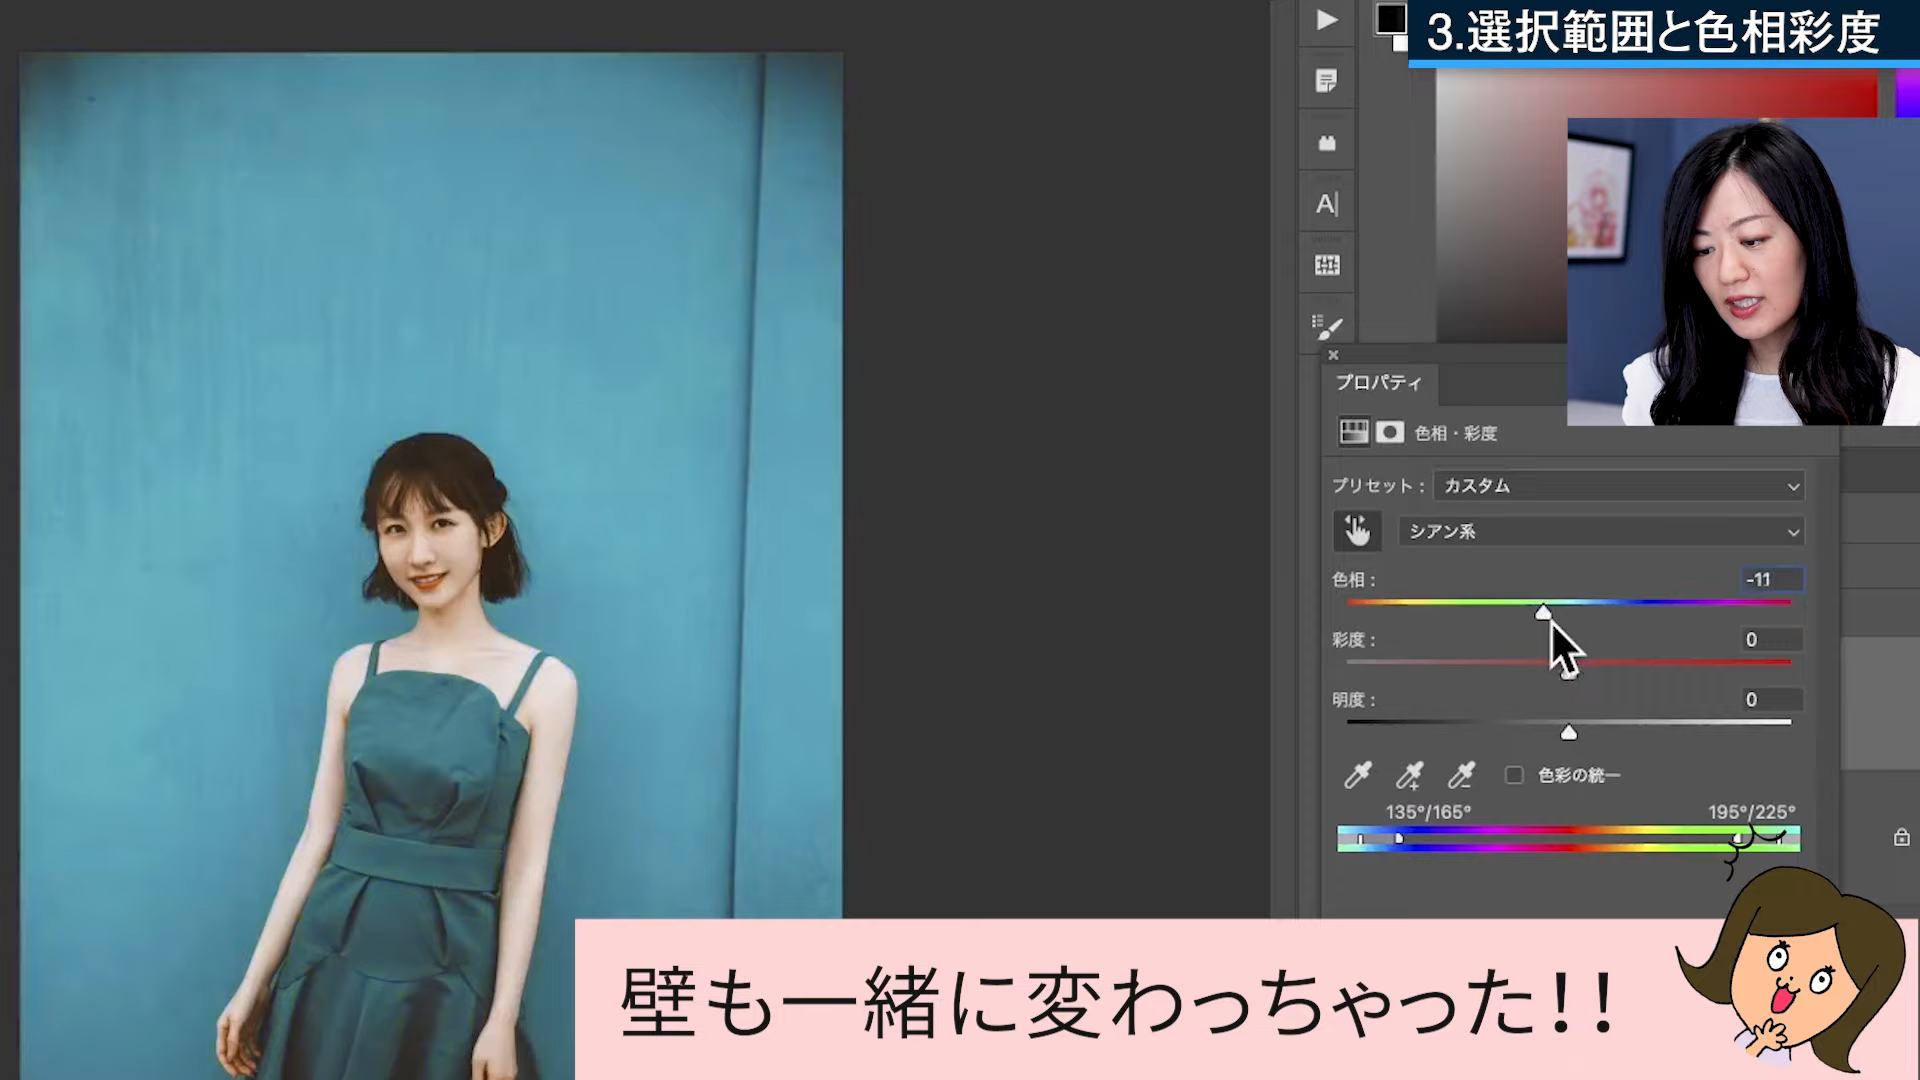 3.選択範囲と色相彩度
A|
プロパティ
色相・彩度
プリセット： カスタム
シアン系
色相： -11
彩度： 0
明度： 0
色彩の統一
135°/165° 195°/225°
壁も一緒に変わっちゃった!!